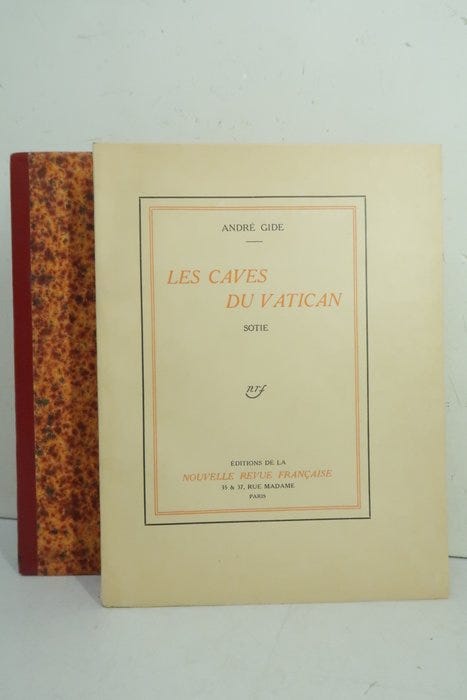 ANDRÉ GIDE
LES CAVES
DU VATICAN
SOTIE
nrf
ÉDITIONS DE LA
NOUVELLE REVUE FRANÇAISE
35 & 37, RUE MADAME
PARIS